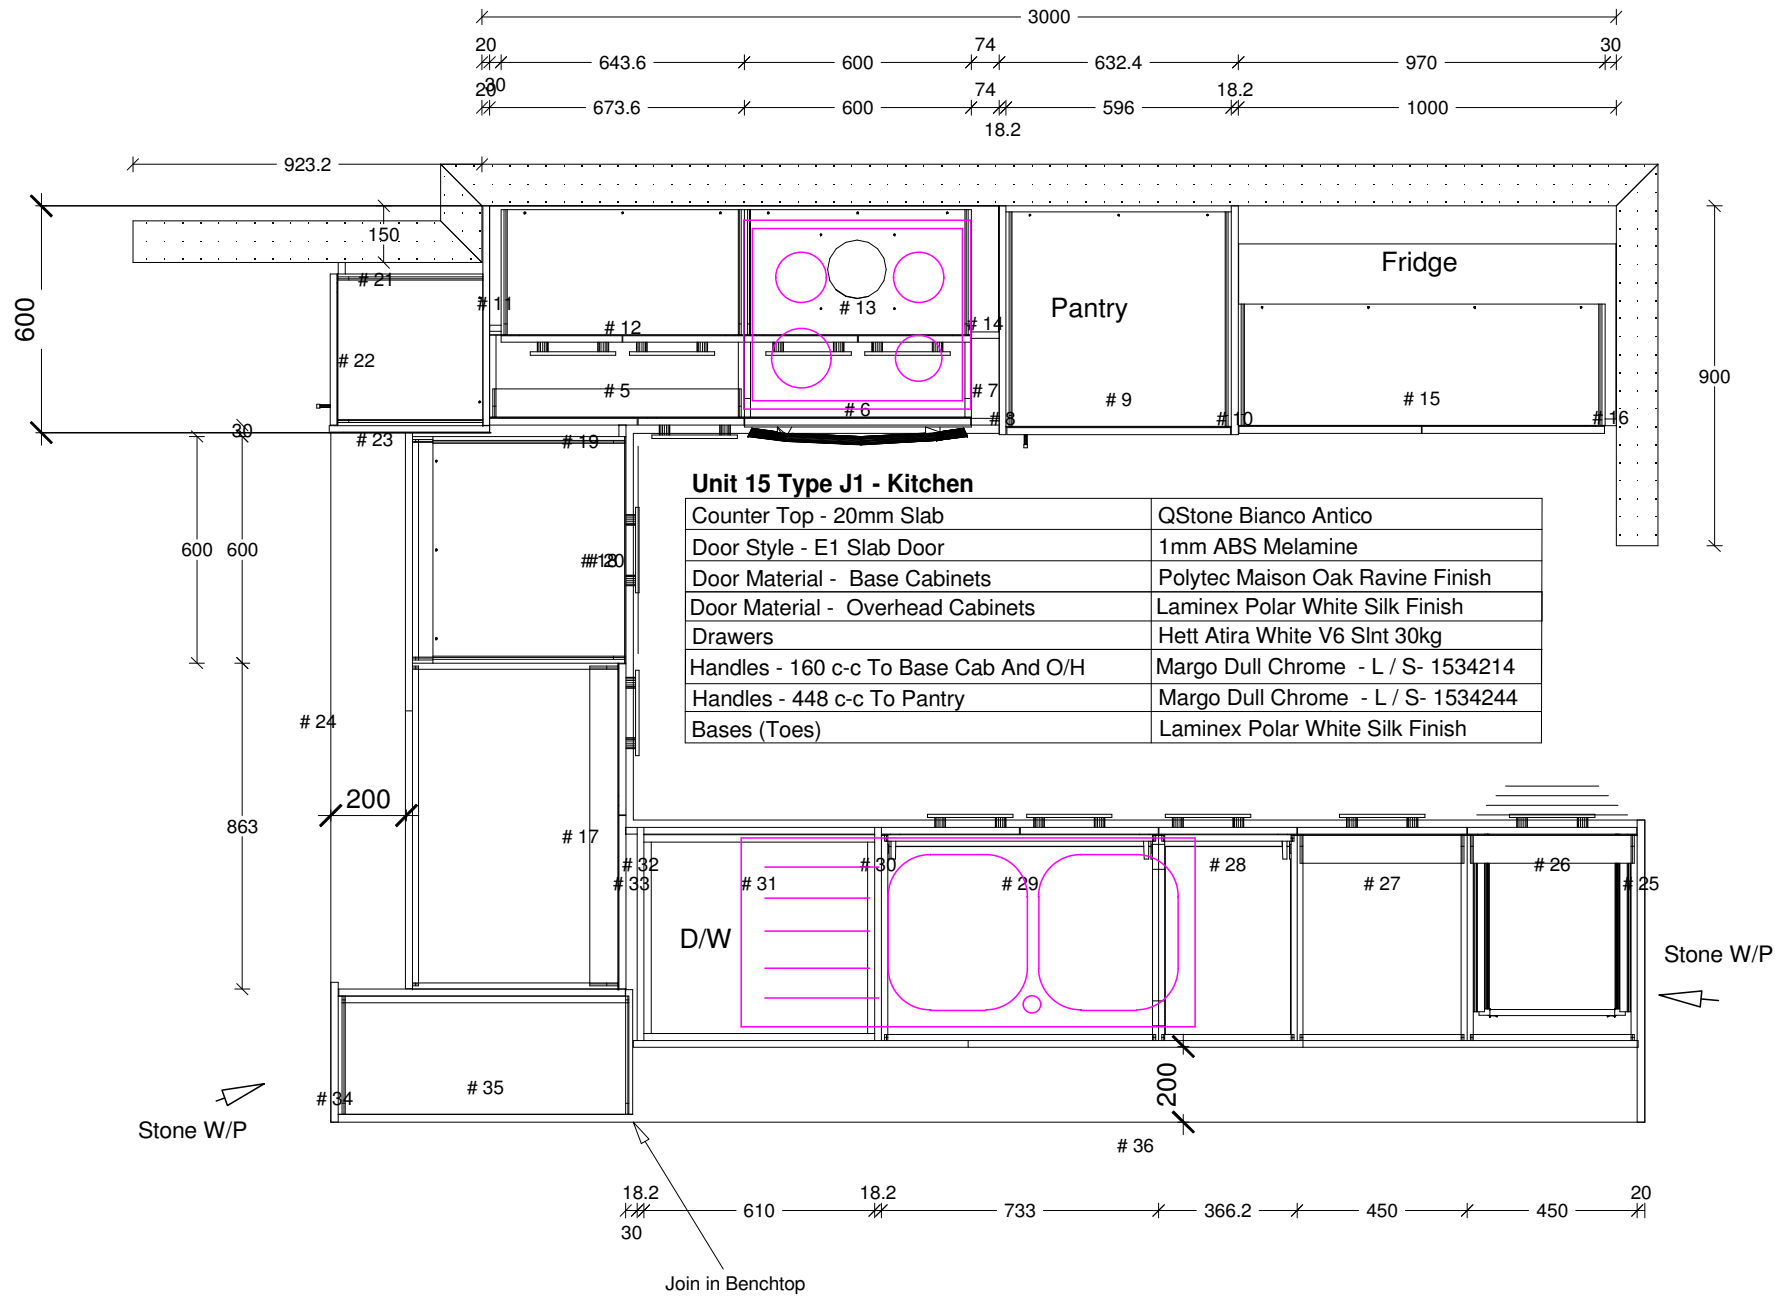 3000
20 643.6 600 74 632.4 970 30
20 30 673.6 600 74 18.2 596 18.2 1000
923.2
150
600
900
# 21
# 11
# 12
# 13
# 14
Pantry
Fridge
# 22
# 5
# 6
# 7
# 8
# 9
# 10
# 15
# 16
30
# 23
# 19
Unit 15 Type J1 - Kitchen
Counter Top - 20mm Slab QStone Bianco Antico
Door Style - E1 Slab Door 1mm ABS Melamine
Door Material - Base Cabinets Polytec Maison Oak Ravine Finish
Door Material - Overhead Cabinets Laminex Polar White Silk Finish
Drawers Hett Atira White V6 Slnt 30kg
Handles - 160 c-c To Base Cab And O/H Margo Dull Chrome - L / S- 1534214
Handles - 448 c-c To Pantry Margo Dull Chrome - L / S- 1534244
Bases (Toes) Laminex Polar White Silk Finish
600 600
# 18 # 20
# 24
200
863
# 17
# 32
# 33
# 31
# 30
# 29
# 28
# 27
# 26
# 25
D/W
Stone W/P
# 34
# 35
200
Stone W/P
# 36
18.2 30 610 18.2 733 366.2 450 450 20
Join in Benchtop